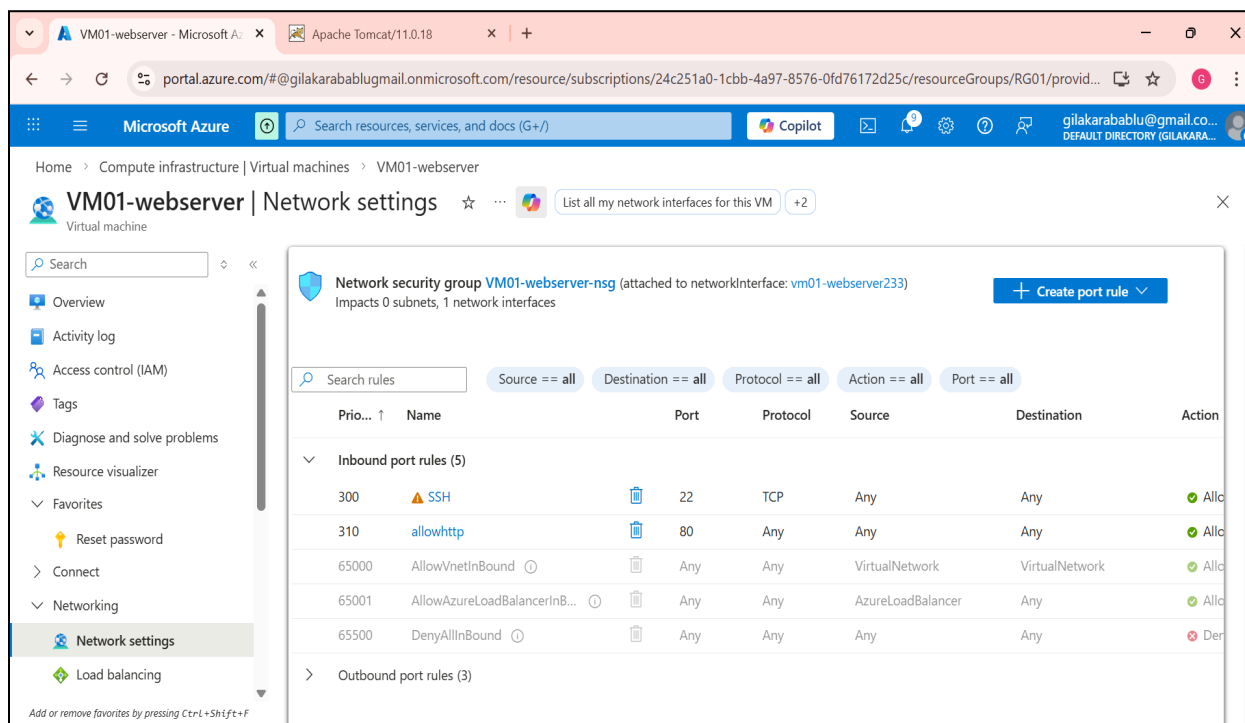 VM01-webserver - Microsoft Az
Apache Tomcat/11.0.18
portal.azure.com/#@gilakarabablugmail.onmicrosoft.com/resource/subscriptions/24c251a0-1cbb-4a97-8576-0fd76172d25c/resourceGroups/RG01/provid...
G
Microsoft Azure
Search resources, services, and docs (G+/)
Copilot
9
gilakarabablu@gmail.co...
DEFAULT DIRECTORY (GILAKARA...
Home > Compute infrastructure | Virtual machines > VM01-webserver
VM01-webserver | Network settings
List all my network interfaces for this VM
+2
Virtual machine
Search
Overview
Activity log
Access control (IAM)
Tags
Diagnose and solve problems
Resource visualizer
Favorites
Reset password
Connect
Networking
Network settings
Load balancing
Add or remove favorites by pressing Ctrl+Shift+F
Network security group VM01-webserver-nsg (attached to networkInterface: vm01-webserver233)
Impacts 0 subnets, 1 network interfaces
Create port rule
Search rules
Source == all
Destination == all
Protocol == all
Action == all
Port == all
Prio... ↑ Name Port Protocol Source Destination Action
Inbound port rules (5)
300 SSH 22 TCP Any Any Allo
310 allowhttp 80 Any Any Any Allo
65000 AllowVnetInBound Any Any VirtualNetwork VirtualNetwork Allo
65001 AllowAzureLoadBalancerInB... Any Any AzureLoadBalancer Any Allo
65500 DenyAllInBound Any Any Any Any Den
Outbound port rules (3)